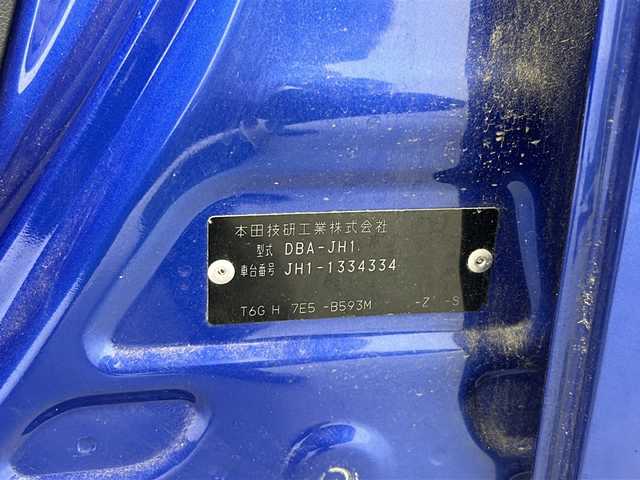 本田技研工業株式会社
型式 DBA-JH1
車台番号 JH1-1334334
T6G H 7E5 -B593M -Z -S